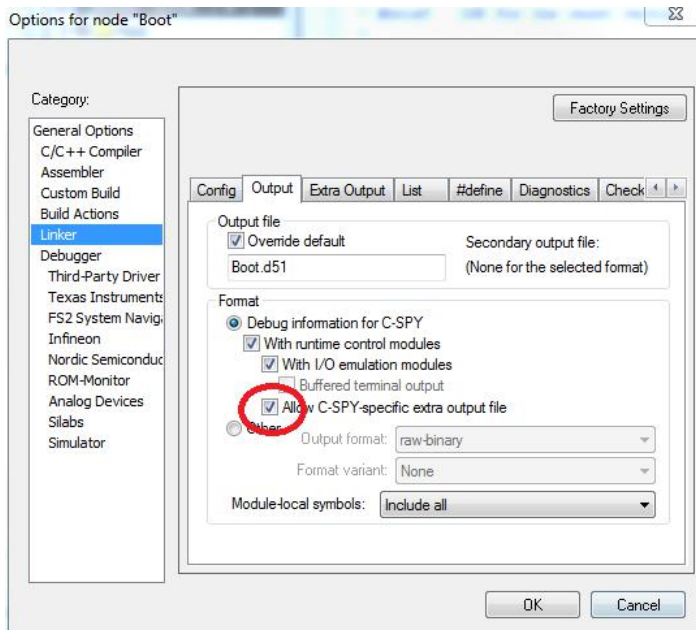 Options for node "Boot"
Category:
Factory Settings
General Options
C/C++ Compiler
Assembler
Custom Build
Build Actions
Linker
Debugger
Third-Party Driver
Texas Instruments
FS2 System Naviga
Infineon
Nordic Semiconduc
ROM-Monitor
Analog Devices
Silabs
Simulator
Config Output Extra Output List #define Diagnostics Check
Output file
Override default
Boot.d51
Secondary output file:
(None for the selected format)
Format
Debug information for C-SPY
With runtime control modules
With I/O emulation modules
Buffered terminal output
Allow C-SPY-specific extra output file
Other
Output format: raw-binary
Format variant: None
Module-local symbols: Include all
OK Cancel